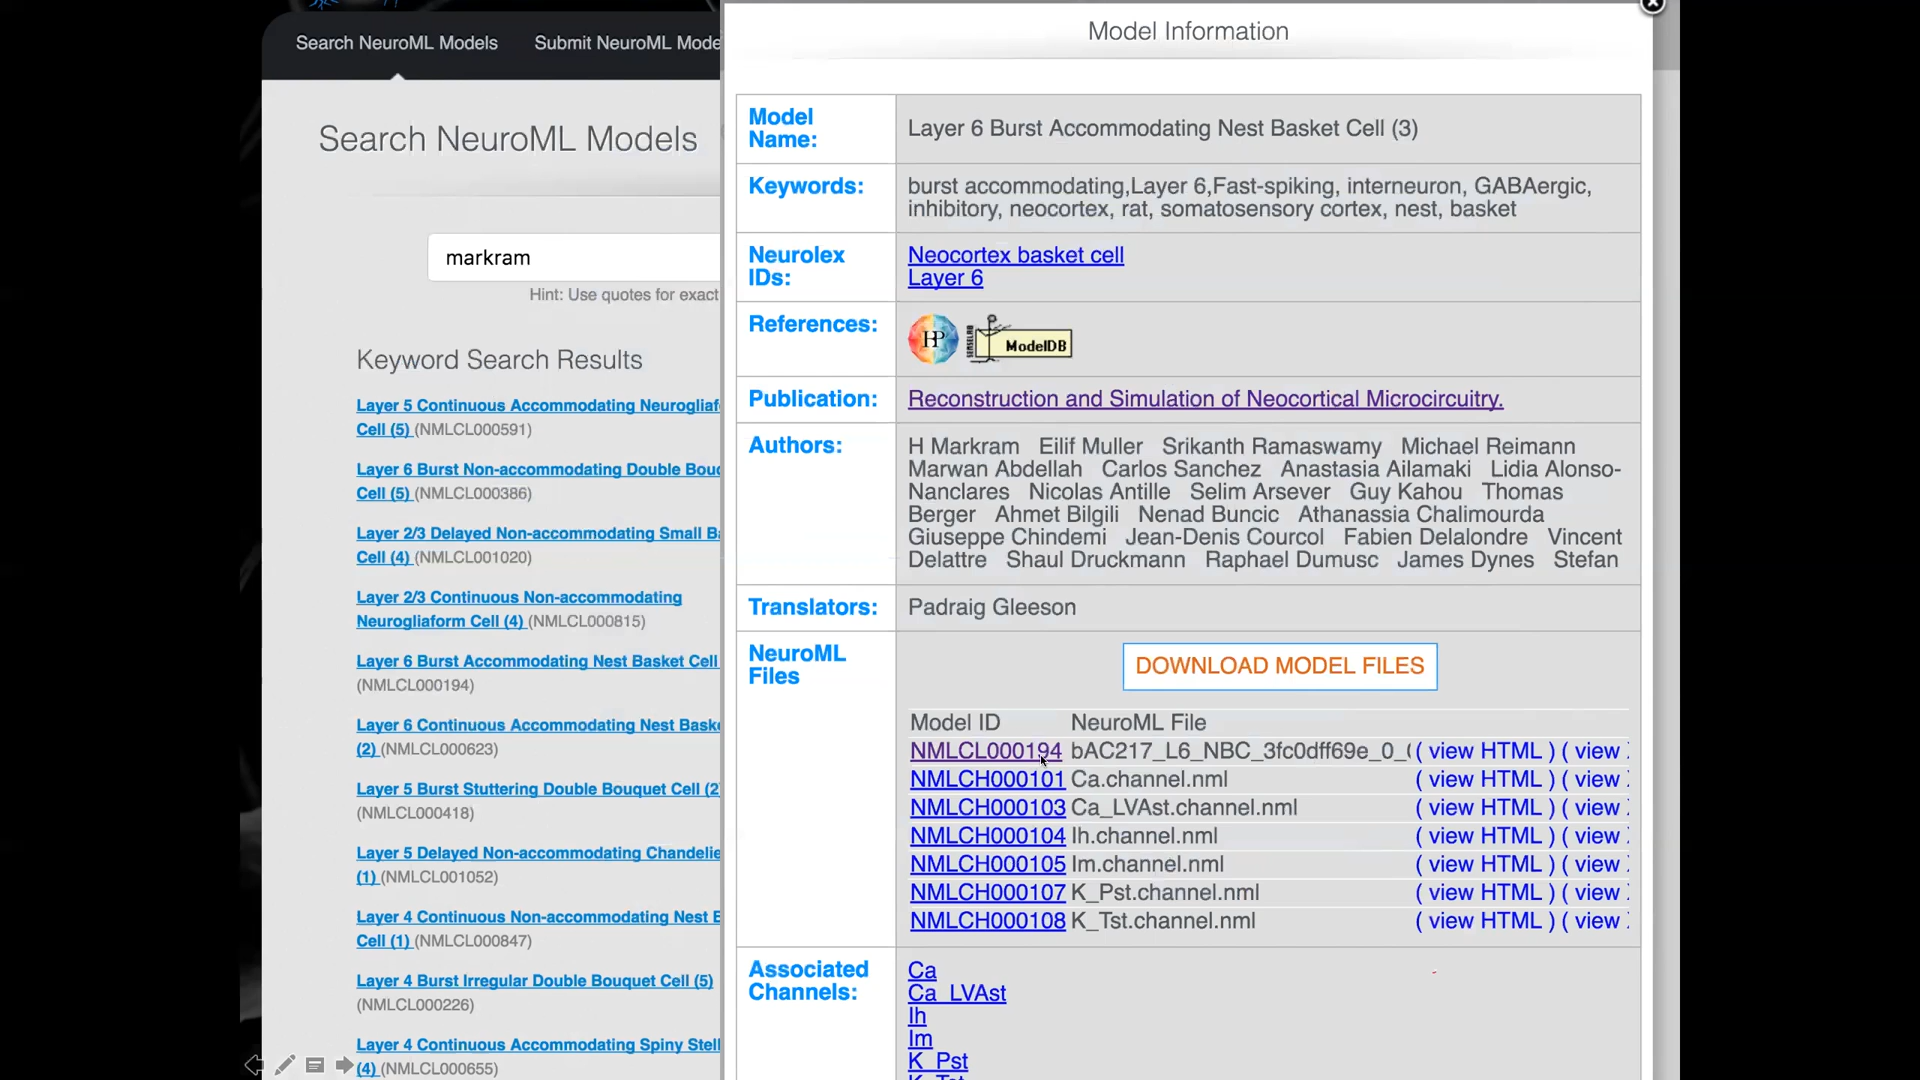 Search NeuroML Models
Submit NeuroML Mode
Search NeuroML Models
markram
Hint: Use quotes for exact
Keyword Search Results
Layer 5 Continuous Accommodating Neurogliaf
Cell (5) (NMLCL000591)
Layer 6 Burst Non-accommodating Double Bouq
Cell (5) (NMLCL000386)
Layer 2/3 Delayed Non-accommodating Small Ba
Cell (4) (NMLCL001020)
Layer 2/3 Continuous Non-accommodating
Neurogliaform Cell (4) (NMLCL000815)
Layer 6 Burst Accommodating Nest Basket Cell
(NMLCL000194)
Layer 6 Continuous Accommodating Nest Baske
(2) (NMLCL000623)
Layer 5 Burst Stuttering Double Bouquet Cell (2
(NMLCL000418)
Layer 5 Delayed Non-accommodating Chandelie
(1) (NMLCL001052)
Layer 4 Continuous Non-accommodating Nest B
Cell (1) (NMLCL000847)
Layer 4 Burst Irregular Double Bouquet Cell (5)
(NMLCL000226)
Layer 4 Continuous Accommodating Spiny Stell
(4) (NMLCL000655)
Model Information
Model Name: Layer 6 Burst Accommodating Nest Basket Cell (3)
Keywords: burst accommodating,Layer 6,Fast-spiking, interneuron, GABAergic,
inhibitory, neocortex, rat, somatosensory cortex, nest, basket
Neurolex IDs: Neocortex basket cell
Layer 6
References: HP SENSELAB ModelDB
Publication: Reconstruction and Simulation of Neocortical Microcircuitry.
Authors: H Markram Eilif Muller Srikanth Ramaswamy Michael Reimann
Marwan Abdellah Carlos Sanchez Anastasia Ailamaki Lidia Alonso-
Nanclares Nicolas Antille Selim Arsever Guy Kahou Thomas
Berger Ahmet Bilgili Nenad Buncic Athanassia Chalimourda
Giuseppe Chindemi Jean-Denis Courcol Fabien Delalondre Vincent
Delattre Shaul Druckmann Raphael Dumusc James Dynes Stefan
Translators: Padraig Gleeson
NeuroML Files
DOWNLOAD MODEL FILES
Model ID NeuroML File
NMLCL000194 bAC217_L6_NBC_3fc0dff69e_0_ ( view HTML ) ( view
NMLCH000101 Ca.channel.nml ( view HTML ) ( view
NMLCH000103 Ca_LVAst.channel.nml ( view HTML ) ( view
NMLCH000104 Ih.channel.nml ( view HTML ) ( view
NMLCH000105 Im.channel.nml ( view HTML ) ( view
NMLCH000107 K_Pst.channel.nml ( view HTML ) ( view
NMLCH000108 K_Tst.channel.nml ( view HTML ) ( view
Associated Channels: Ca
Ca_LVAst
Ih
Im
K_Pst